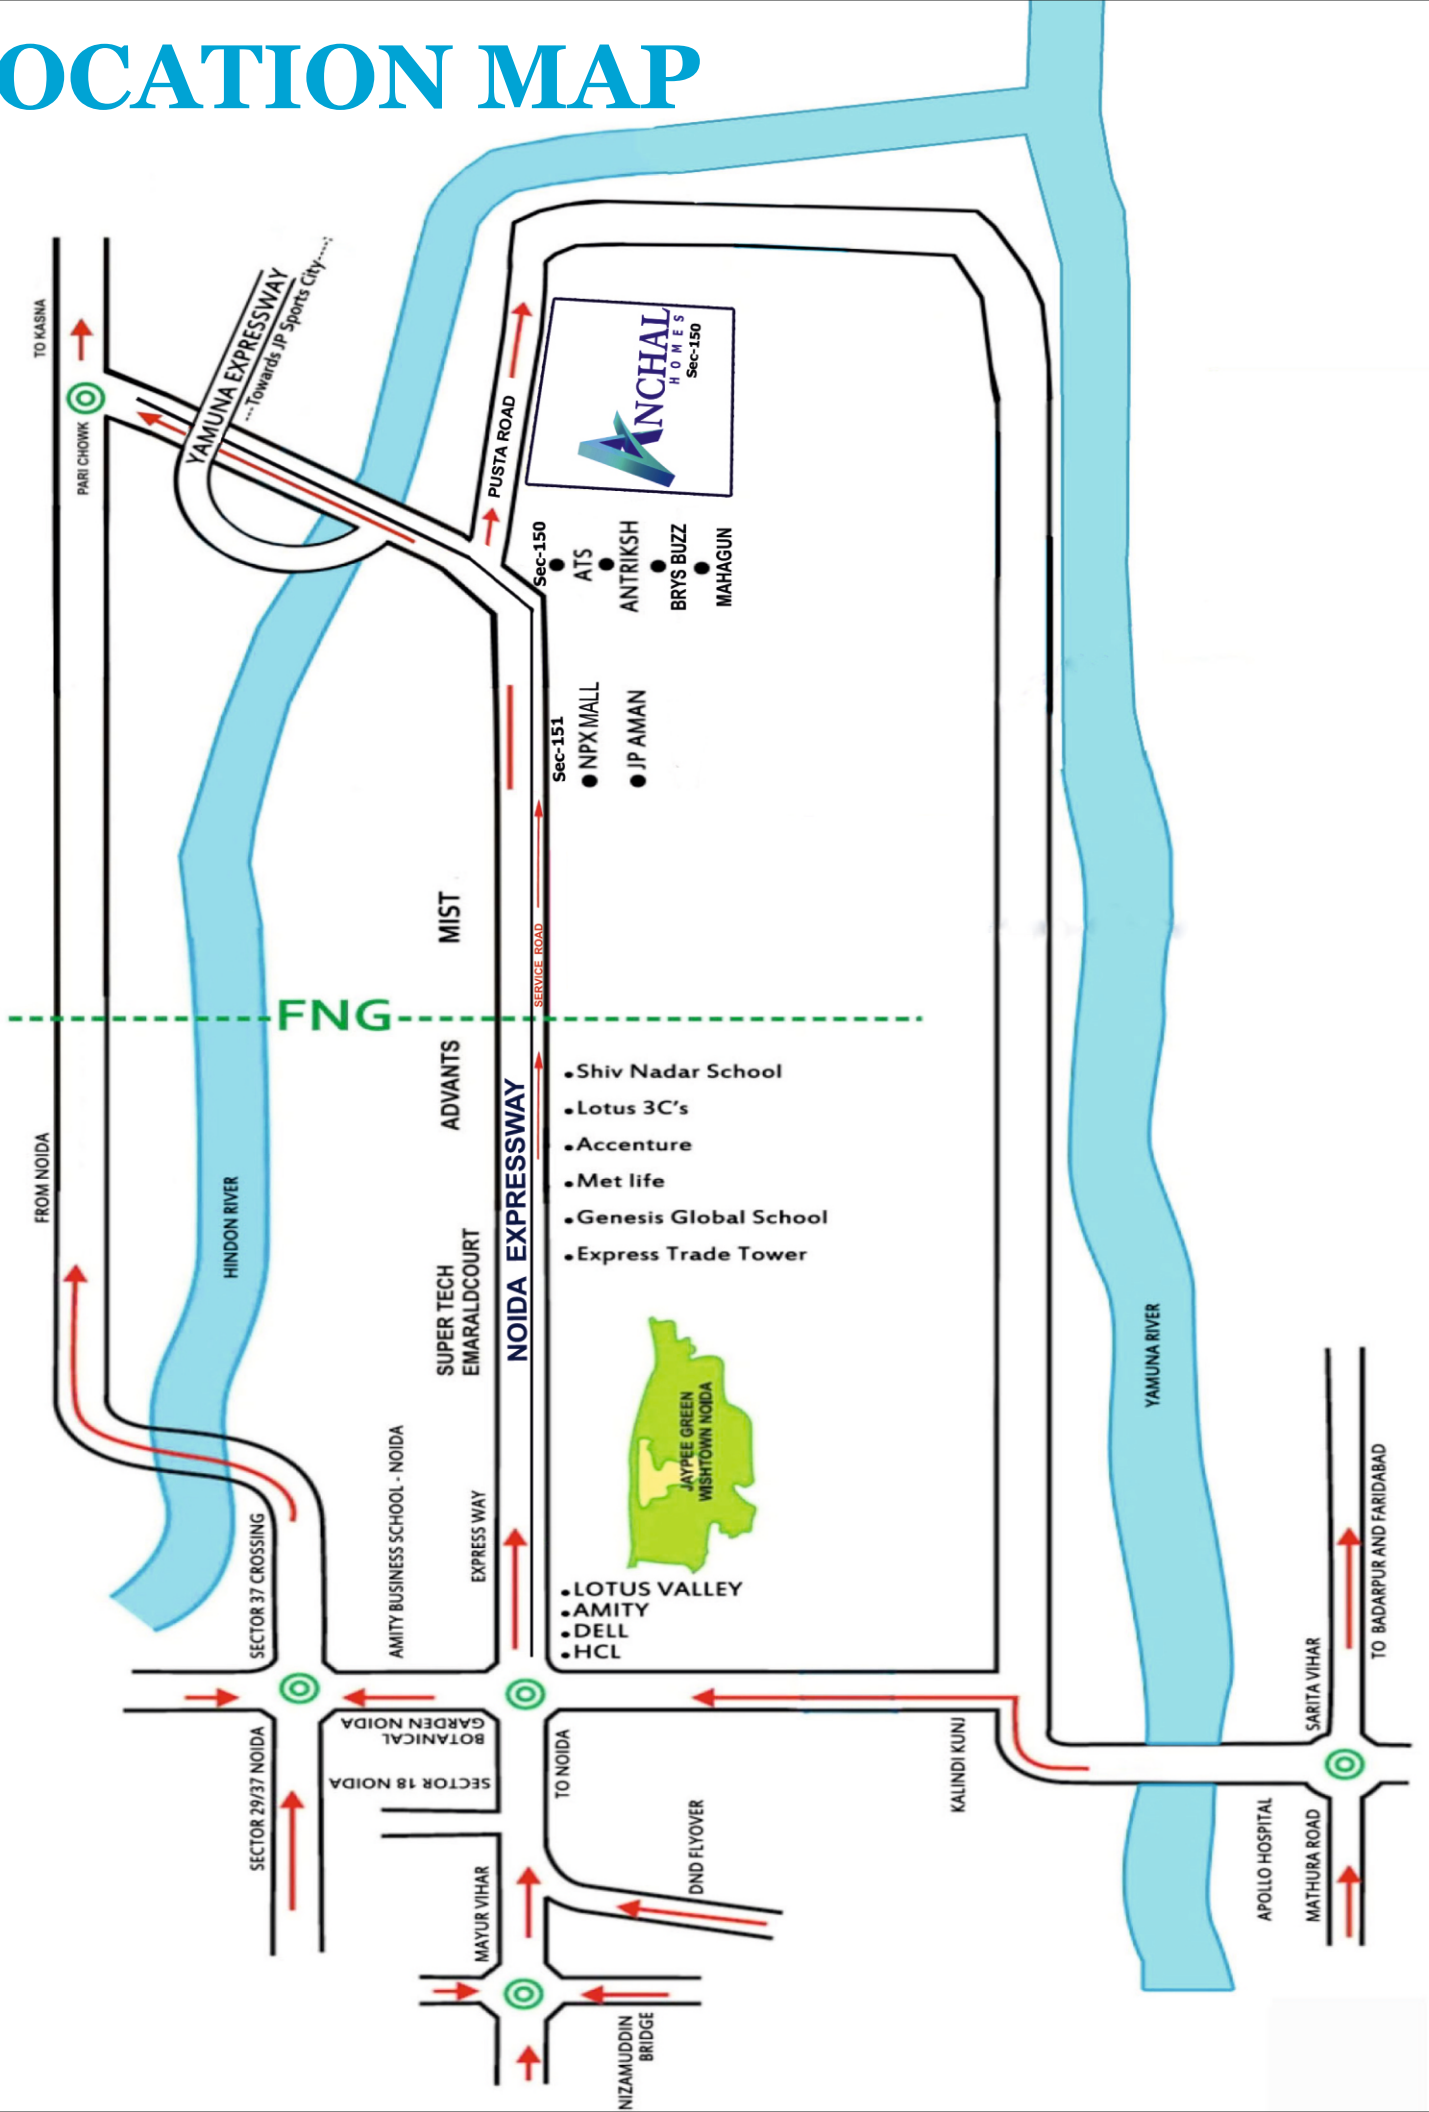 OCATION MAP
TO KASNA
PARI CHOWK
YAMUNA EXPRESSWAY
---Towards JP Sports City----
PUSTA ROAD
ANCHAL
HOMES
Sec-150
Sec-150
ATS
ANTRIKSH
BRYS BUZZ
MAHAGUN
Sec-151
NPX MALL
JP AMAN
MIST
SERVICE ROAD
FNG
ADVANTS
NOIDA EXPRESSWAY
Shiv Nadar School
Lotus 3C's
Accenture
Met life
Genesis Global School
Express Trade Tower
FROM NOIDA
HINDON RIVER
SUPER TECH
EMARALDCOURT
JAYPEE GREEN
WISHTOWN NOIDA
YAMUNA RIVER
AMITY BUSINESS SCHOOL - NOIDA
EXPRESS WAY
SECTOR 37 CROSSING
LOTUS VALLEY
AMITY
DELL
HCL
TO BADARPUR AND FARIDABAD
SARITA VIHAR
BOTANICAL
GARDEN NOIDA
SECTOR 18 NOIDA
SECTOR 29/37 NOIDA
TO NOIDA
KALINDI KUNJ
DND FLYOVER
MAYUR VIHAR
APOLLO HOSPITAL
MATHURA ROAD
NIZAMUDDIN
BRIDGE